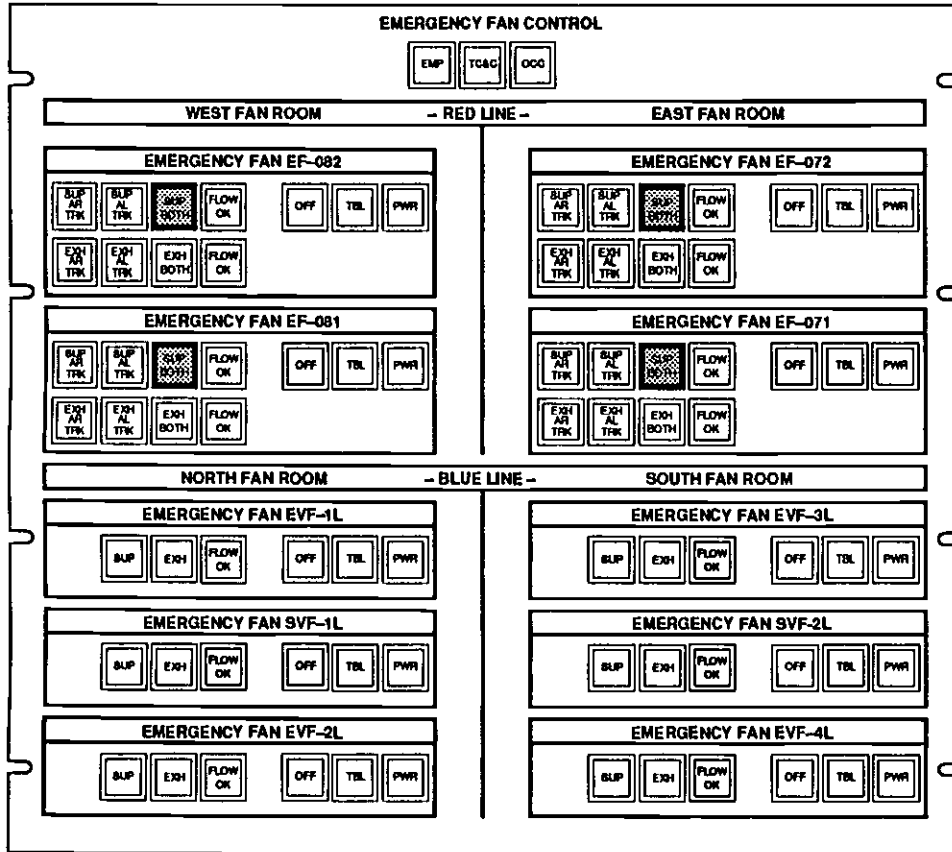 EMERGENCY FAN CONTROL
EMP TC&C OCC
WEST FAN ROOM – RED LINE – EAST FAN ROOM
EMERGENCY FAN EF–082
SUP AR TRK SUP AL TRK SUP BOTH FLOW OK OFF TBL PWR
EXH AR TRK EXH AL TRK EXH BOTH FLOW OK
EMERGENCY FAN EF–072
SUP AR TRK SUP AL TRK SUP BOTH FLOW OK OFF TBL PWR
EXH AR TRK EXH AL TRK EXH BOTH FLOW OK
EMERGENCY FAN EF–081
SUP AR TRK SUP AL TRK SUP BOTH FLOW OK OFF TBL PWR
EXH AR TRK EXH AL TRK EXH BOTH FLOW OK
EMERGENCY FAN EF–071
SUP AR TRK SUP AL TRK SUP BOTH FLOW OK OFF TBL PWR
EXH AR TRK EXH AL TRK EXH BOTH FLOW OK
NORTH FAN ROOM – BLUE LINE – SOUTH FAN ROOM
EMERGENCY FAN EVF–1L
SUP EXH FLOW OK OFF TBL PWR
EMERGENCY FAN EVF–3L
SUP EXH FLOW OK OFF TBL PWR
EMERGENCY FAN SVF–1L
SUP EXH FLOW OK OFF TBL PWR
EMERGENCY FAN SVF–2L
SUP EXH FLOW OK OFF TBL PWR
EMERGENCY FAN EVF–2L
SUP EXH FLOW OK OFF TBL PWR
EMERGENCY FAN EVF–4L
SUP EXH FLOW OK OFF TBL PWR